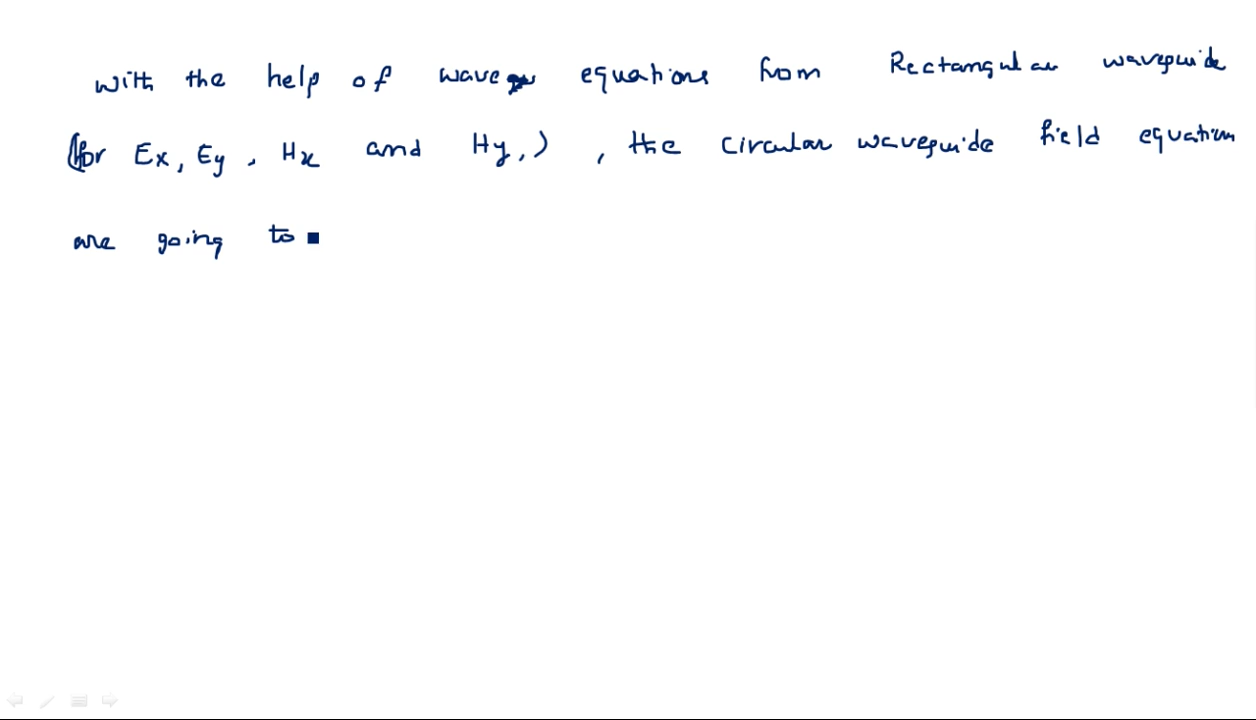 with the help of wave equations from Rectangular waveguide
(for Ex, Ey, Hx and Hy,) , the circular waveguide field equation
are going to